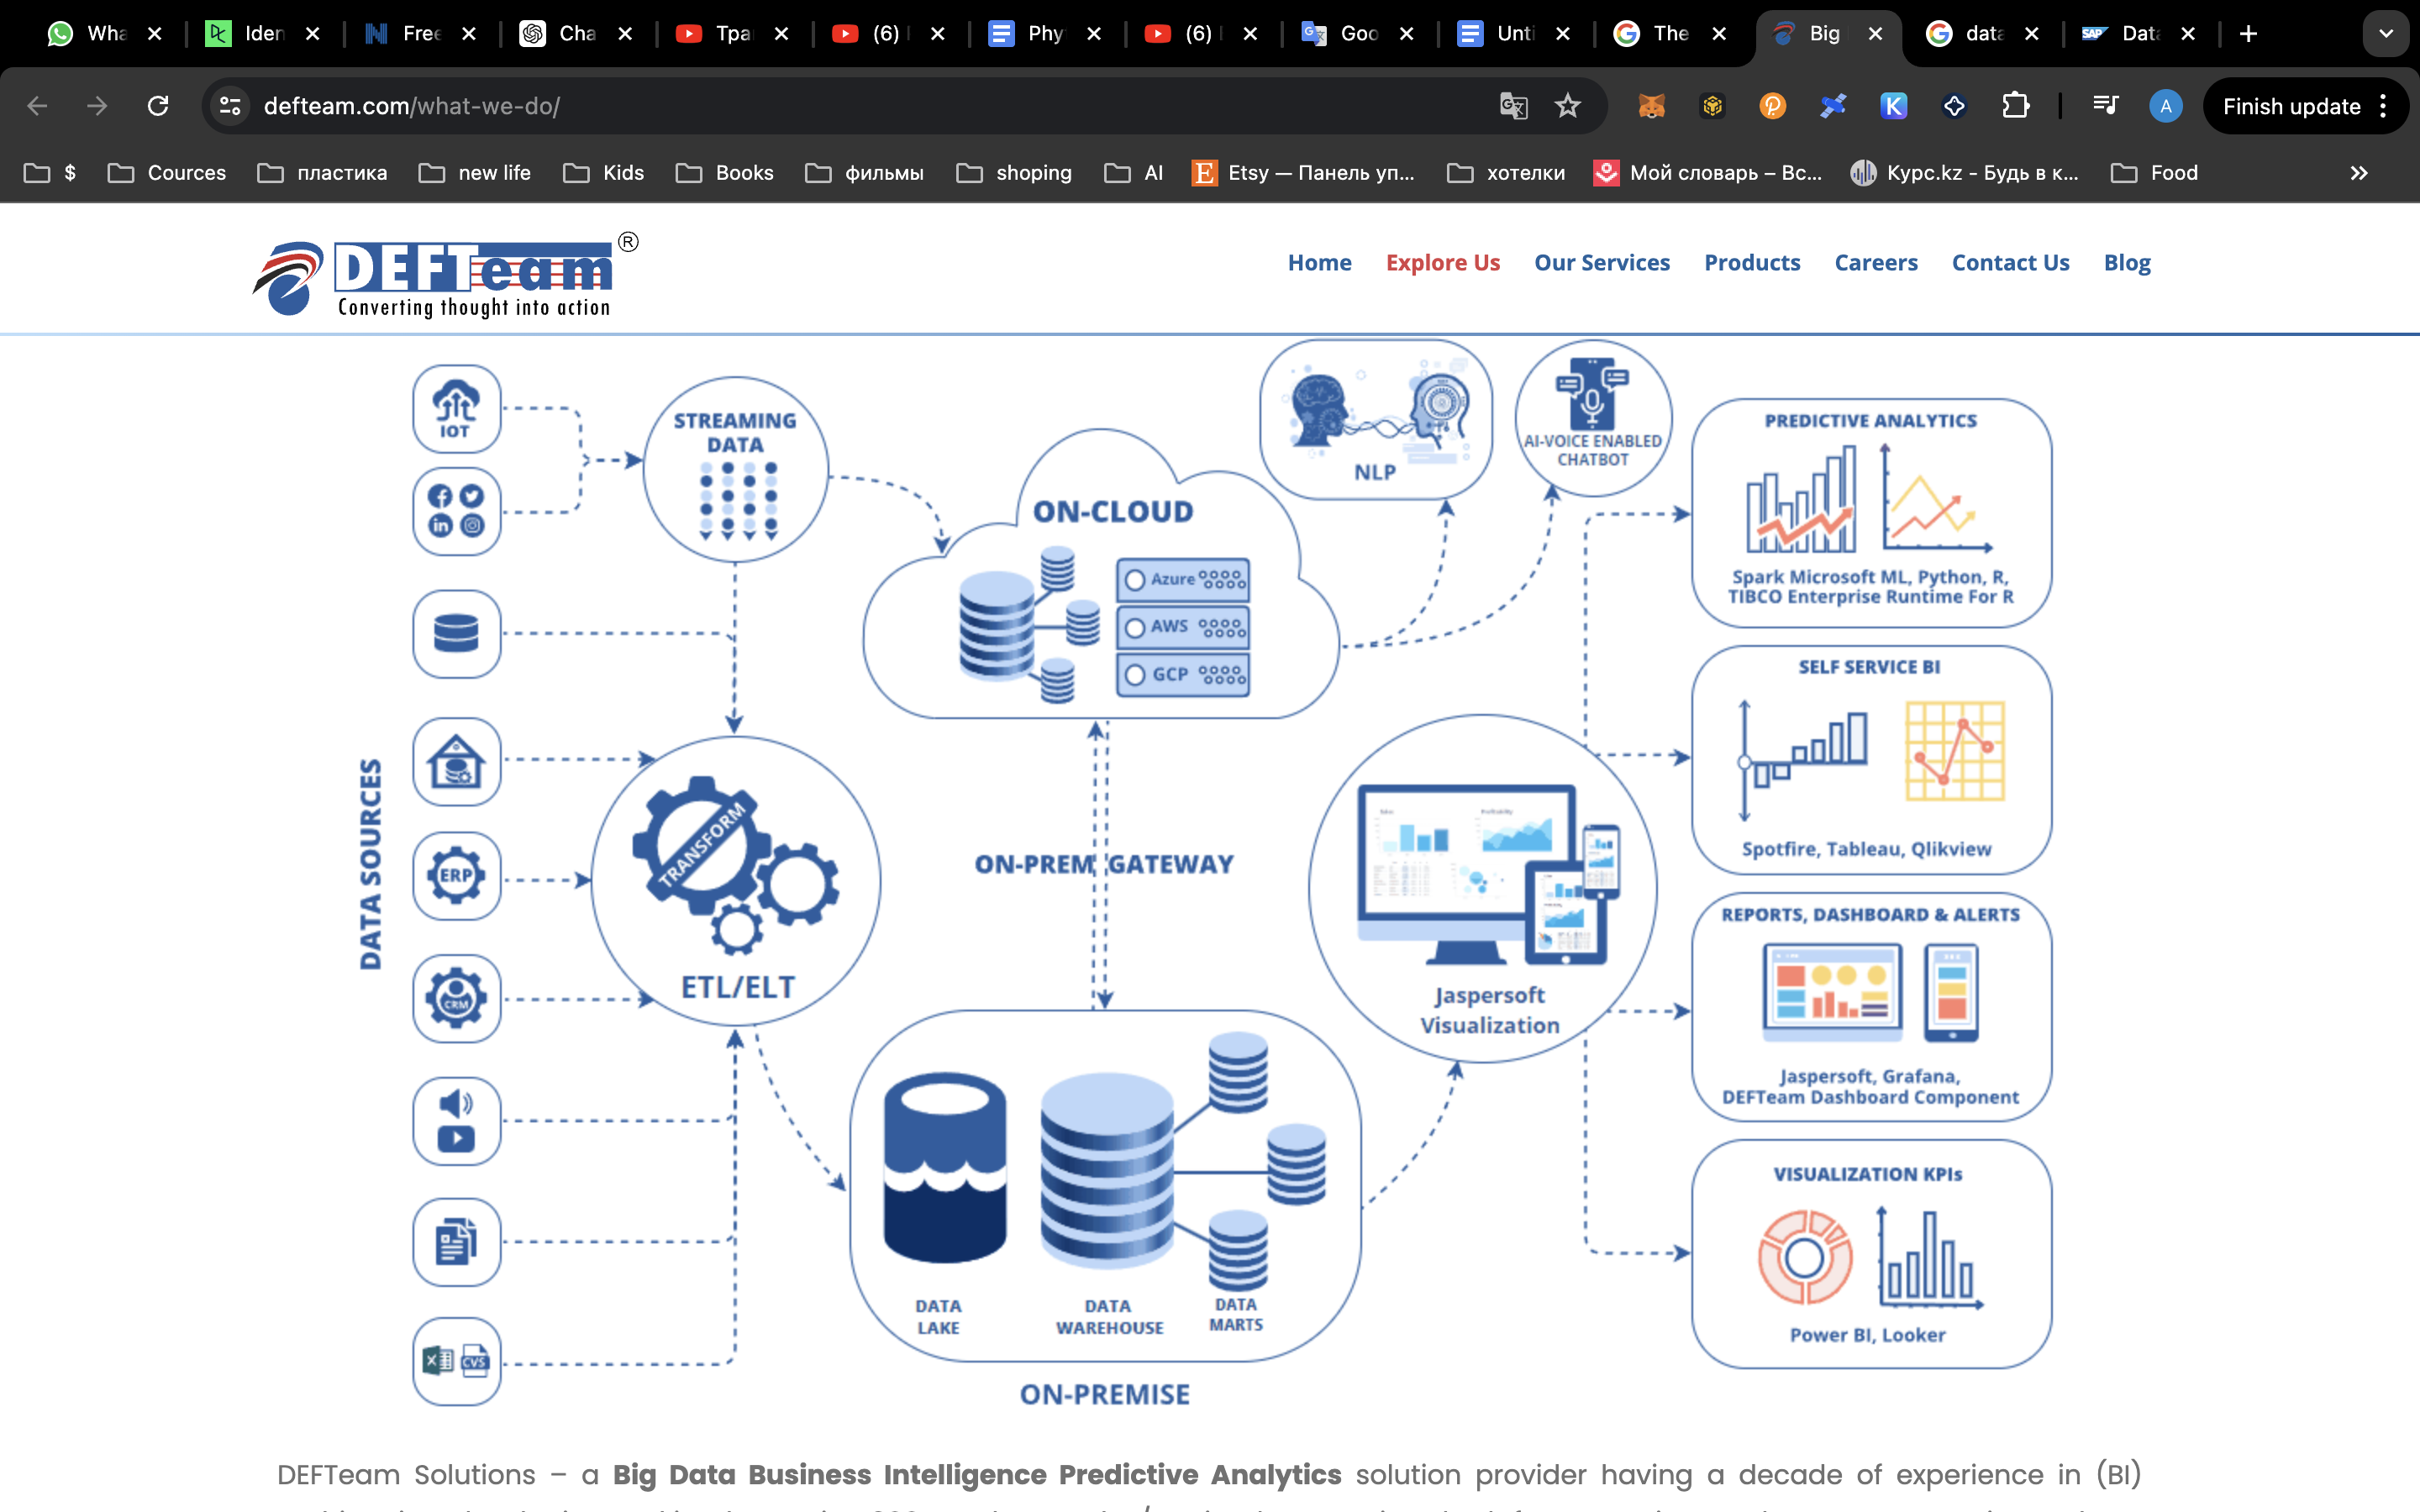 Wha
Iden
Free
Cha
Тра
(6)
Phy
(6)
Goo
Unti
The
Big
data
SAP Data
defteam.com/what-we-do/
A
Finish update
$
Cources
пластика
new life
Kids
Books
фильмы
shoping
AI
Etsy — Панель уп...
хотелки
Мой словарь – Вс...
Курс.kz - Будь в к...
Food
DEFTeam ®
Converting thought into action
Home Explore Us Our Services Products Careers Contact Us Blog
DATA SOURCES
IOT
ERP
CRM
CVS
STREAMING
DATA
TRANSFORM
ETL/ELT
ON-CLOUD
Azure
AWS
GCP
NLP
AI-VOICE ENABLED
CHATBOT
ON-PREM GATEWAY
DATA
LAKE
DATA
WAREHOUSE
DATA
MARTS
ON-PREMISE
Jaspersoft
Visualization
PREDICTIVE ANALYTICS
Spark Microsoft ML, Python, R,
TIBCO Enterprise Runtime For R
SELF SERVICE BI
Spotfire, Tableau, Qlikview
REPORTS, DASHBOARD & ALERTS
Jaspersoft, Grafana,
DEFTeam Dashboard Component
VISUALIZATION KPIs
Power BI, Looker
DEFTeam Solutions – a Big Data Business Intelligence Predictive Analytics solution provider having a decade of experience in (BI)